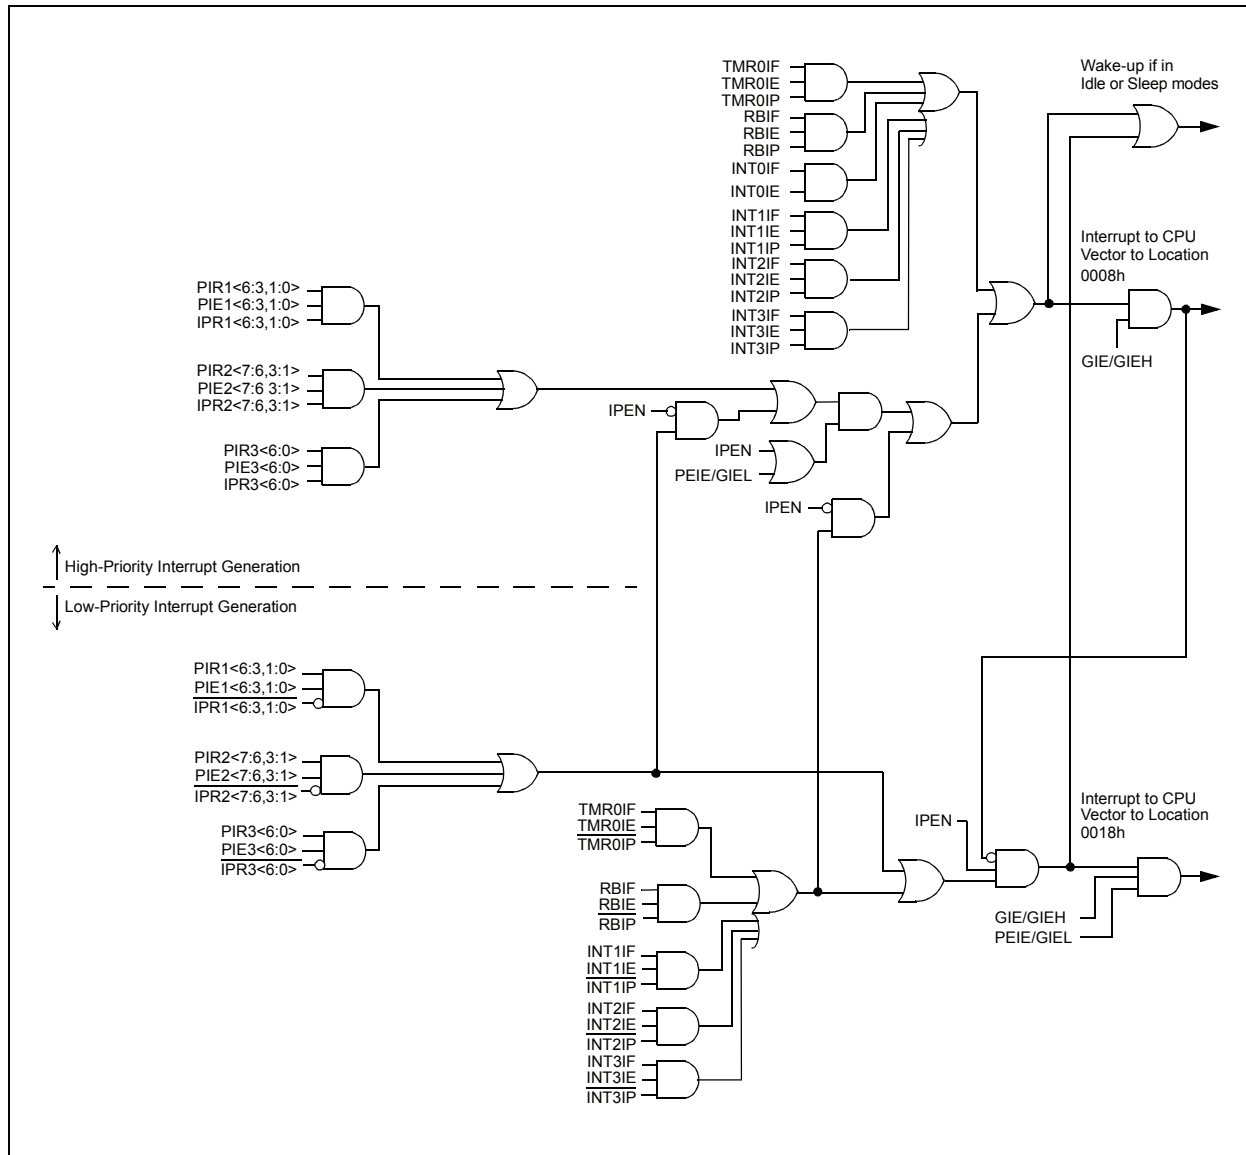 TMR0IF
TMR0IE
TMR0IP
RBIF
RBIE
RBIP
INT0IF
INT0IE
INT1IF
INT1IE
INT1IP
INT2IF
INT2IE
INT2IP
INT3IF
INT3IE
INT3IP
Wake-up if in
Idle or Sleep modes
Interrupt to CPU
Vector to Location
0008h
GIE/GIEH
PIR1<6:3,1:0>
PIE1<6:3,1:0>
IPR1<6:3,1:0>
PIR2<7:6,3:1>
PIE2<7:6 3:1>
IPR2<7:6,3:1>
PIR3<6:0>
PIE3<6:0>
IPR3<6:0>
IPEN
IPEN
PEIE/GIEL
IPEN
High-Priority Interrupt Generation
Low-Priority Interrupt Generation
PIR1<6:3,1:0>
PIE1<6:3,1:0>
IPR1<6:3,1:0>
PIR2<7:6,3:1>
PIE2<7:6,3:1>
IPR2<7:6,3:1>
PIR3<6:0>
PIE3<6:0>
IPR3<6:0>
TMR0IF
TMR0IE
TMR0IP
RBIF
RBIE
RBIP
INT1IF
INT1IE
INT1IP
INT2IF
INT2IE
INT2IP
INT3IF
INT3IE
INT3IP
IPEN
Interrupt to CPU
Vector to Location
0018h
GIE/GIEH
PEIE/GIEL